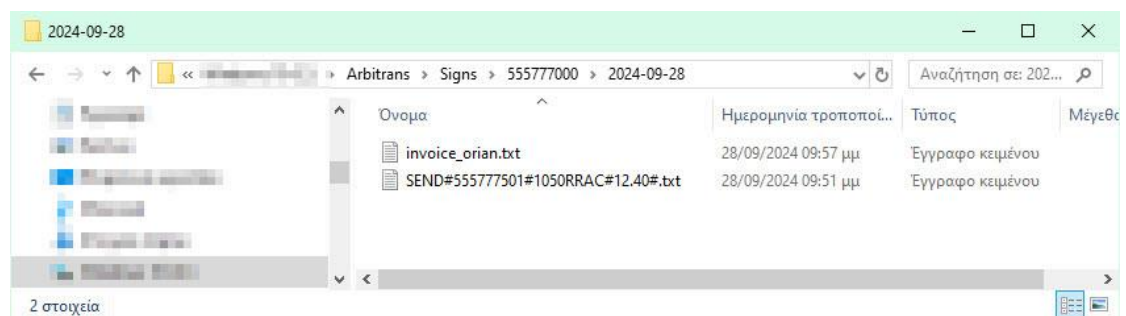 2024-09-28
« Arbitrans › Signs › 555777000 › 2024-09-28
Αναζήτηση σε: 202...
Όνομα Ημερομηνία τροποποί... Τύπος Μέγεθο
invoice_orian.txt 28/09/2024 09:57 μμ Έγγραφο κειμένου
SEND#555777501#1050RRAC#12.40#.txt 28/09/2024 09:51 μμ Έγγραφο κειμένου
2 στοιχεία